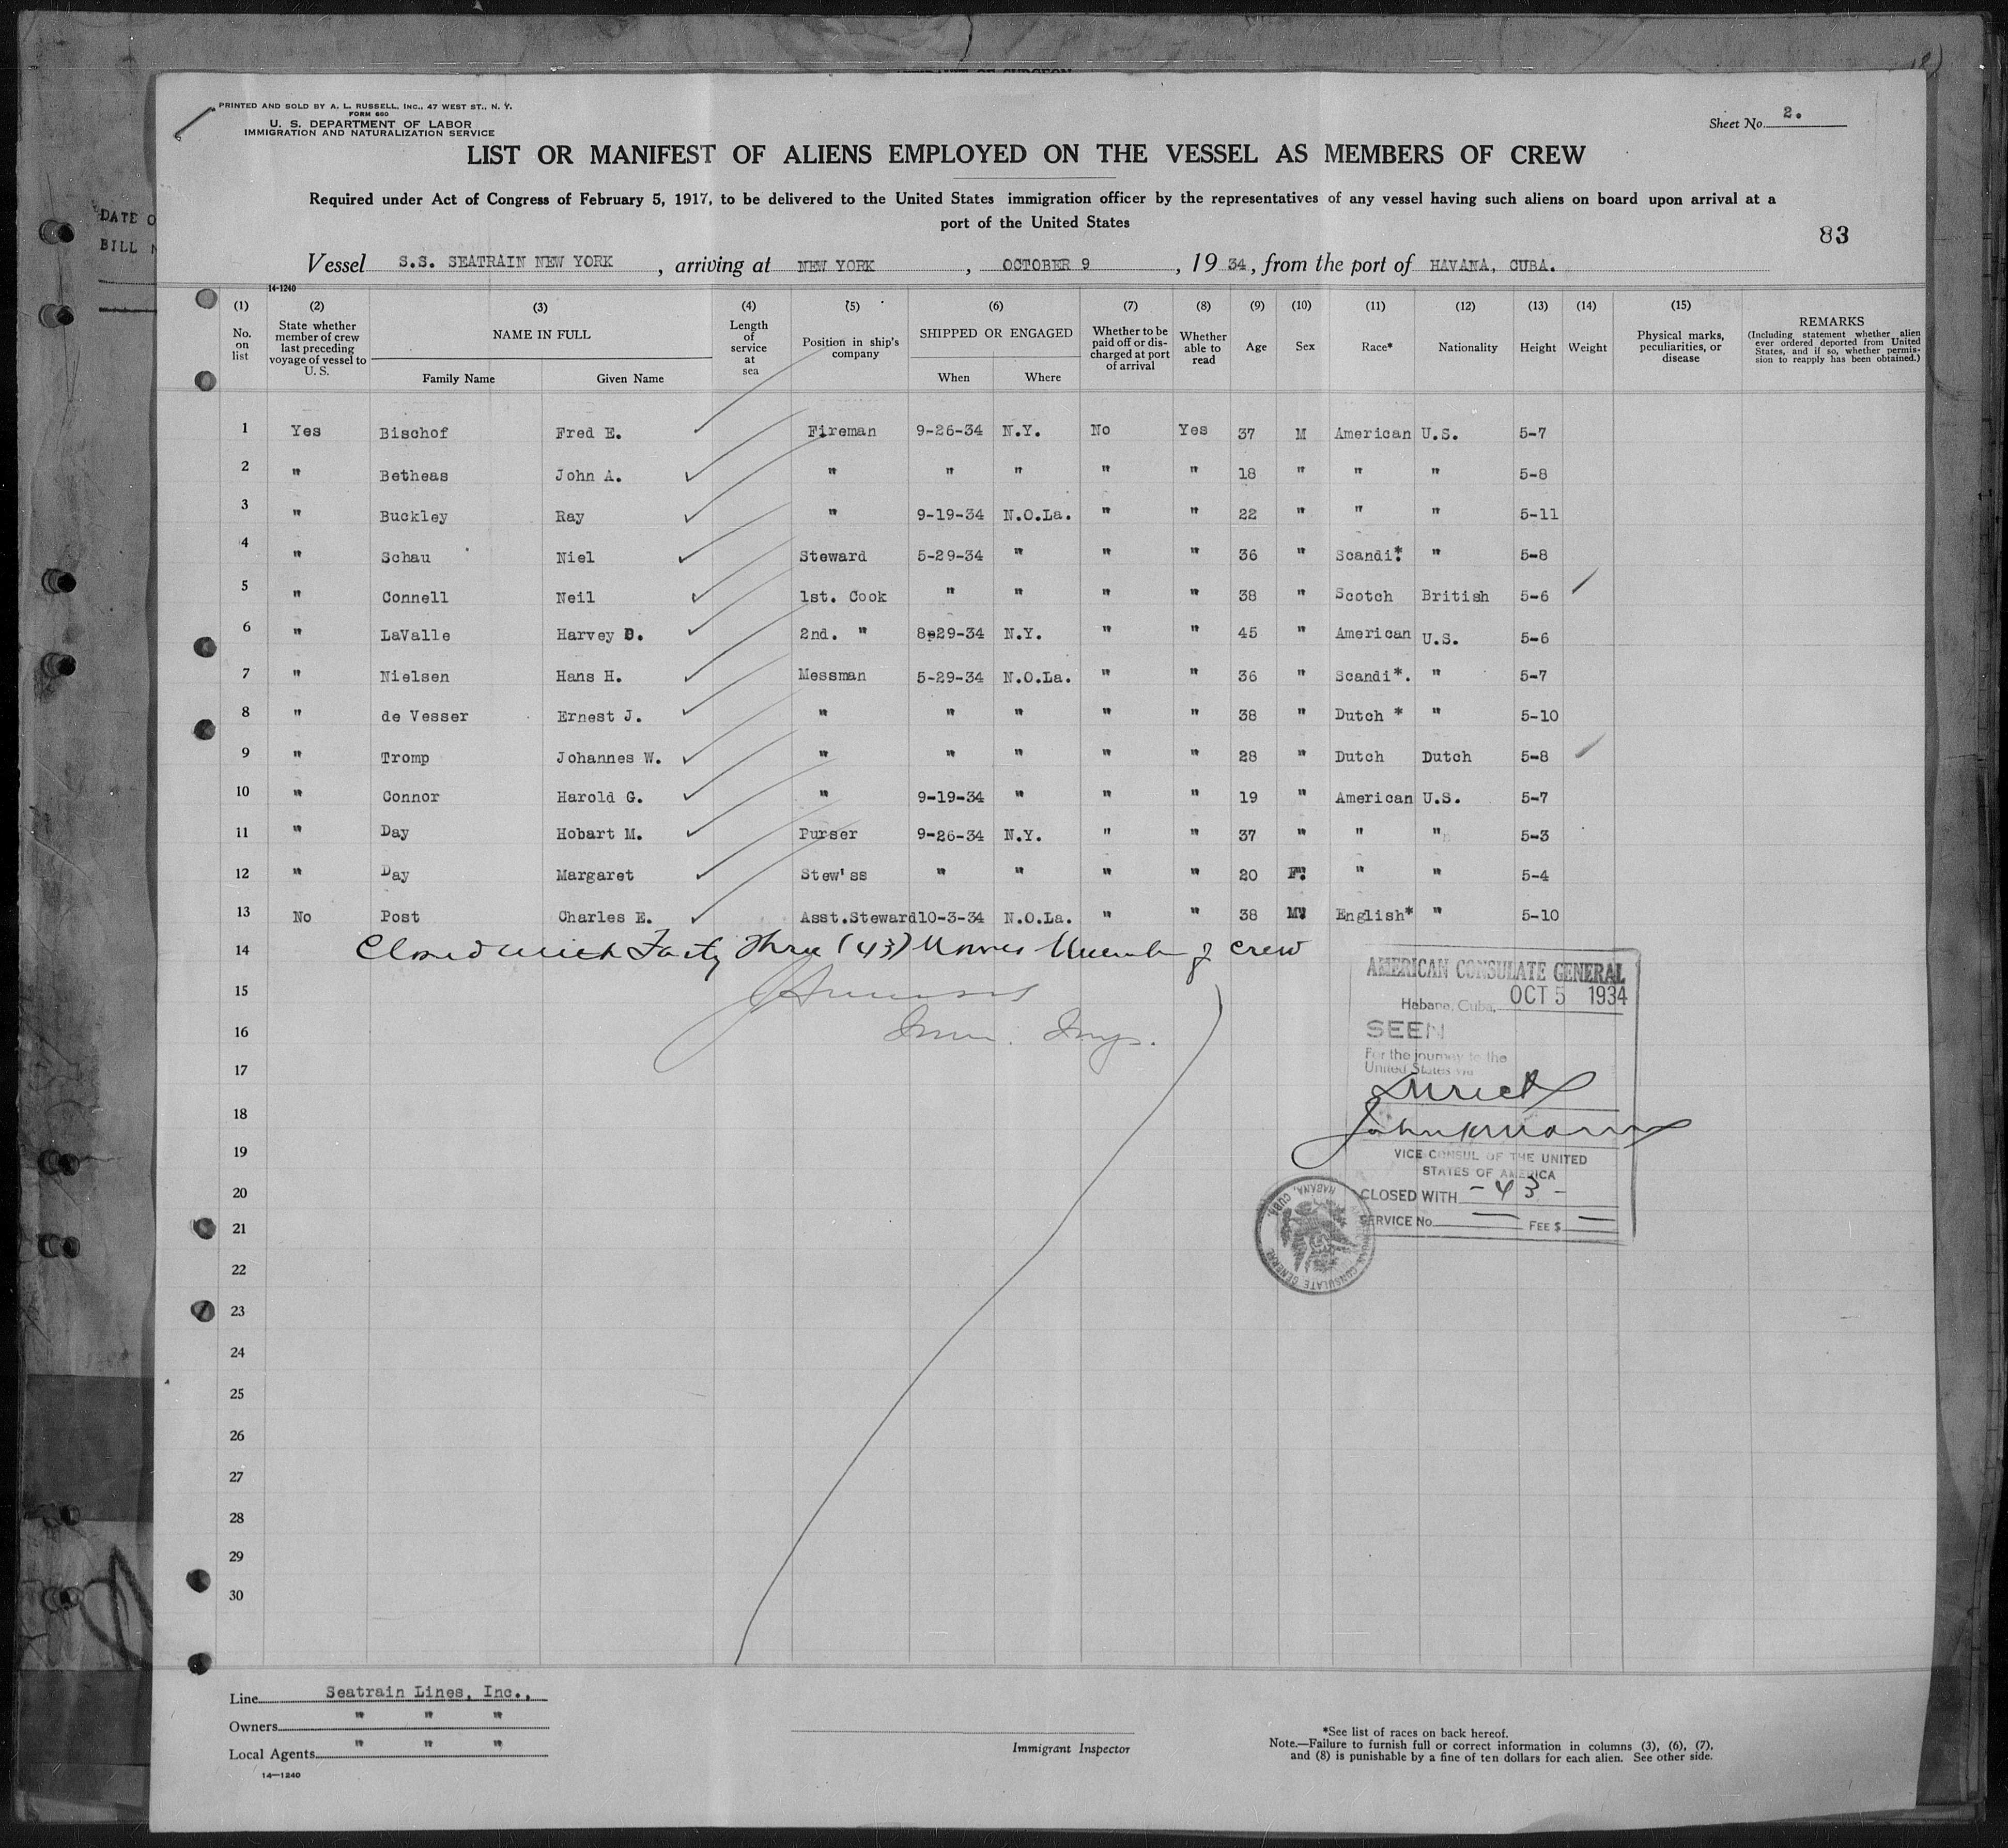 PRINTED AND SOLD BY A. L. RUSSELL, INC., 47 WEST ST., N. Y.
FORM 680
U. S. DEPARTMENT OF LABOR
IMMIGRATION AND NATURALIZATION SERVICE
Sheet No. 2.
LIST OR MANIFEST OF ALIENS EMPLOYED ON THE VESSEL AS MEMBERS OF CREW
Required under Act of Congress of February 5, 1917, to be delivered to the United States immigration officer by the representatives of any vessel having such aliens on board upon arrival at a
port of the United States
DATE O
BILL
83
Vessel S.S. SEATRAIN NEW YORK, arriving at NEW YORK, OCTOBER 9, 1934, from the port of HAVANA, CUBA.
14-1240
(1) (2) (3) (4) (5) (6) (7) (8) (9) (10) (11) (12) (13) (14) (15)
No. on list
State whether member of crew last preceding voyage of vessel to U. S.
NAME IN FULL
Family Name Given Name
Length of service at sea
Position in ship's company
SHIPPED OR ENGAGED
When Where
Whether to be paid off or discharged at port of arrival
Whether able to read
Age Sex Race* Nationality Height Weight
Physical marks, peculiarities, or disease
REMARKS
(Including statement whether alien ever ordered deported from United States, and if so, whether permission to reapply has been obtained.)
1 Yes Bischof Fred E. Fireman 9-26-34 N.Y. No Yes 37 M American U.S. 5-7
2 " Betheas John A. " " " " " 18 " " " 5-8
3 " Buckley Ray " 9-19-34 N.O.La. " " 22 " " " 5-11
4 " Schau Niel Steward 5-29-34 " " " 36 " Scandi*. " 5-8
5 " Connell Neil 1st. Cook " " " " 38 " Scotch British 5-6
6 " LaValle Harvey D. 2nd. " 8-29-34 N.Y. " " 45 " American U.S. 5-6
7 " Nielsen Hans H. Messman 5-29-34 N.O.La. " " 36 " Scandi*. " 5-7
8 " de Vesser Ernest J. " " " " " 38 " Dutch * " 5-10
9 " Tromp Johannes W. " " " " " 28 " Dutch Dutch 5-8
10 " Connor Harold G. " 9-19-34 " " " 19 " American U.S. 5-7
11 " Day Hobart M. Purser 9-26-34 N.Y. " " 37 " " " 5-3
12 " Day Margaret Stew'ss " " " " 20 F. " " 5-4
13 No Post Charles E. Asst.Steward 10-3-34 N.O.La. " " 38 M. English* " 5-10
14 Closed with Forty Three (43) Names Member of crew
15
16 Imm. Insp.
17
18
19
20
21
22
23
24
25
26
27
28
29
30
AMERICAN CONSULATE GENERAL
Habana, Cuba, OCT 5 1934
SEEN
For the journey to the
United States via
Direct
VICE CONSUL OF THE UNITED
STATES OF AMERICA
CLOSED WITH - 43 -
SERVICE No. — FEE $ —
AMERICAN CONSULATE GENERAL
HABANA, CUBA.
Line Seatrain Lines, Inc.,
Owners " " "
Local Agents " " "
14—1240
Immigrant Inspector
*See list of races on back hereof.
Note.—Failure to furnish full or correct information in columns (3), (6), (7),
and (8) is punishable by a fine of ten dollars for each alien. See other side.